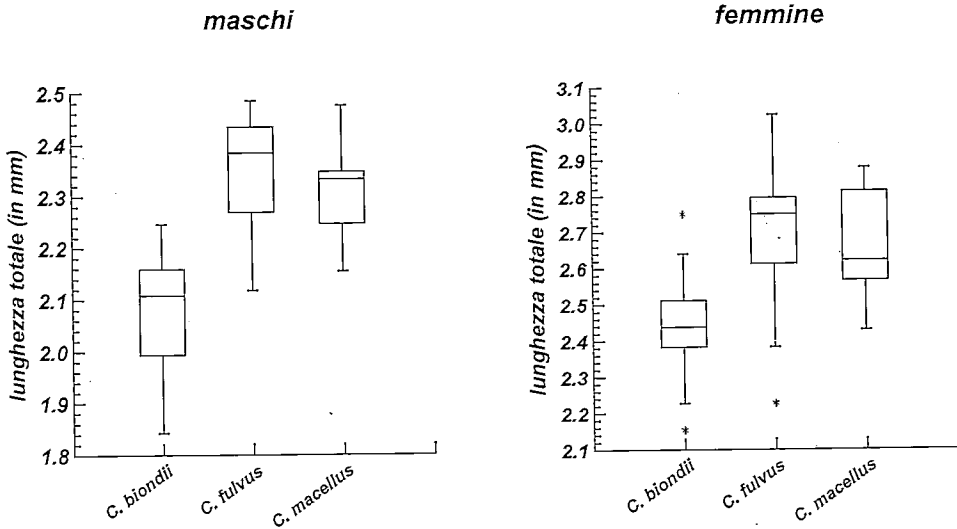 maschi
lunghezza totale (in mm)
2.5
2.4
2.3
2.2
2.1
2.0
1.9
1.8
C. biondii
C. fulvus
C. macellus
femmine
lunghezza totale (in mm)
3.1
3.0
2.9
2.8
2.7
2.6
2.5
2.4
2.3
2.2
2.1
C. biondii
C. fulvus
C. macellus